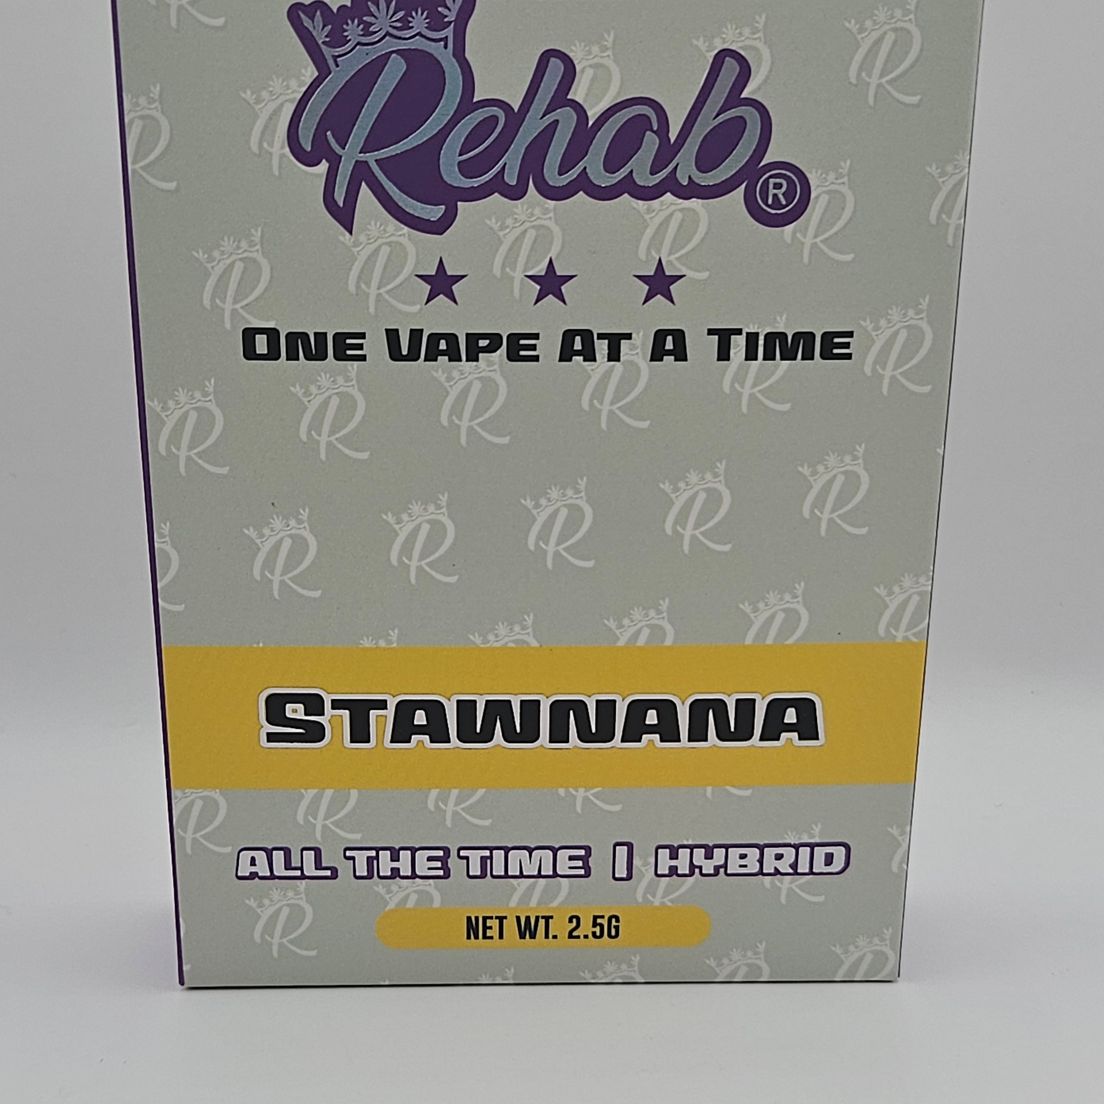 Rehab®
ONE VAPE AT A TIME
STAWNANA
ALL THE TIME | HYBRID
NET WT. 2.5G